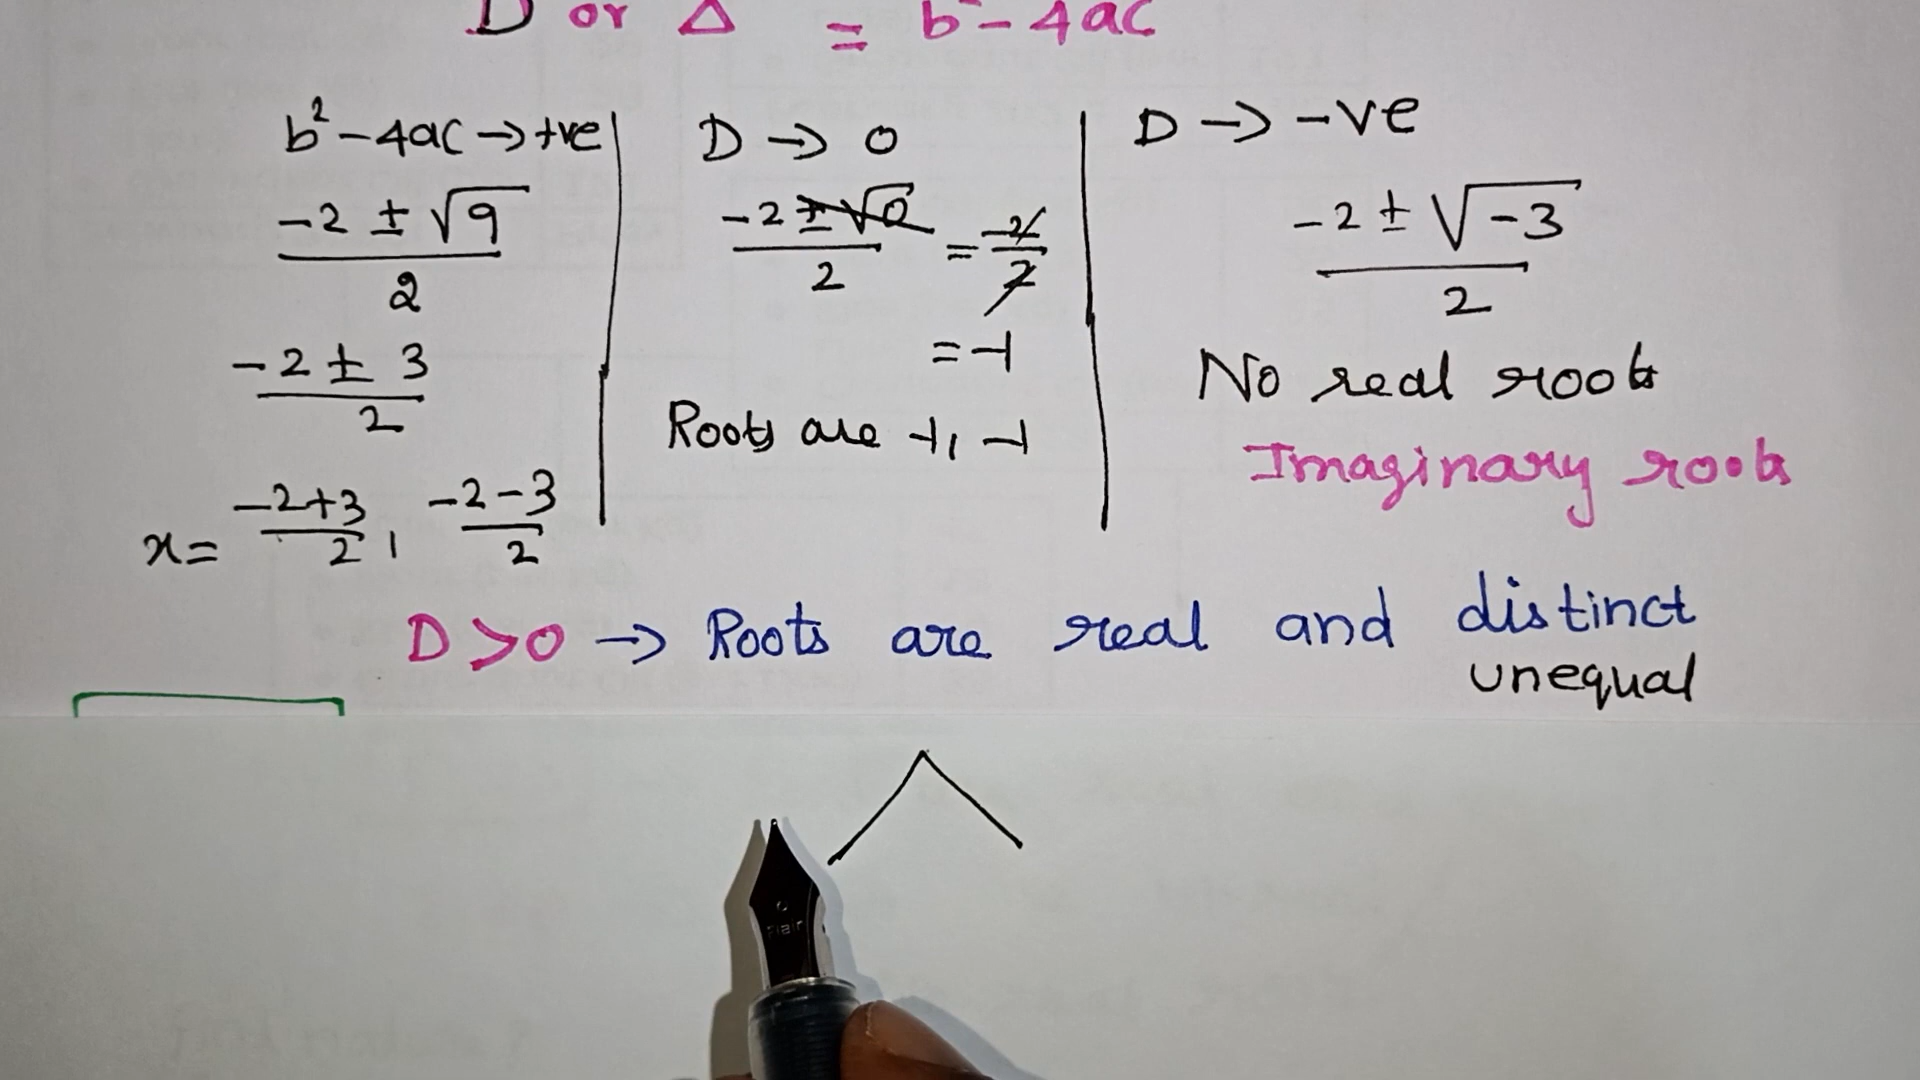 D or Δ = b² - 4ac
b² - 4ac → +ve
-2 ± √9 / 2
-2 ± 3 / 2
x = -2+3 / 2 , -2-3 / 2
D → 0
-2 ± √0 / 2 = -2/2
= -1
Roots are -1, -1
D → -ve
-2 ± √-3 / 2
No real roots
Imaginary roots
D > 0 → Roots are real and distinct
unequal
Flair